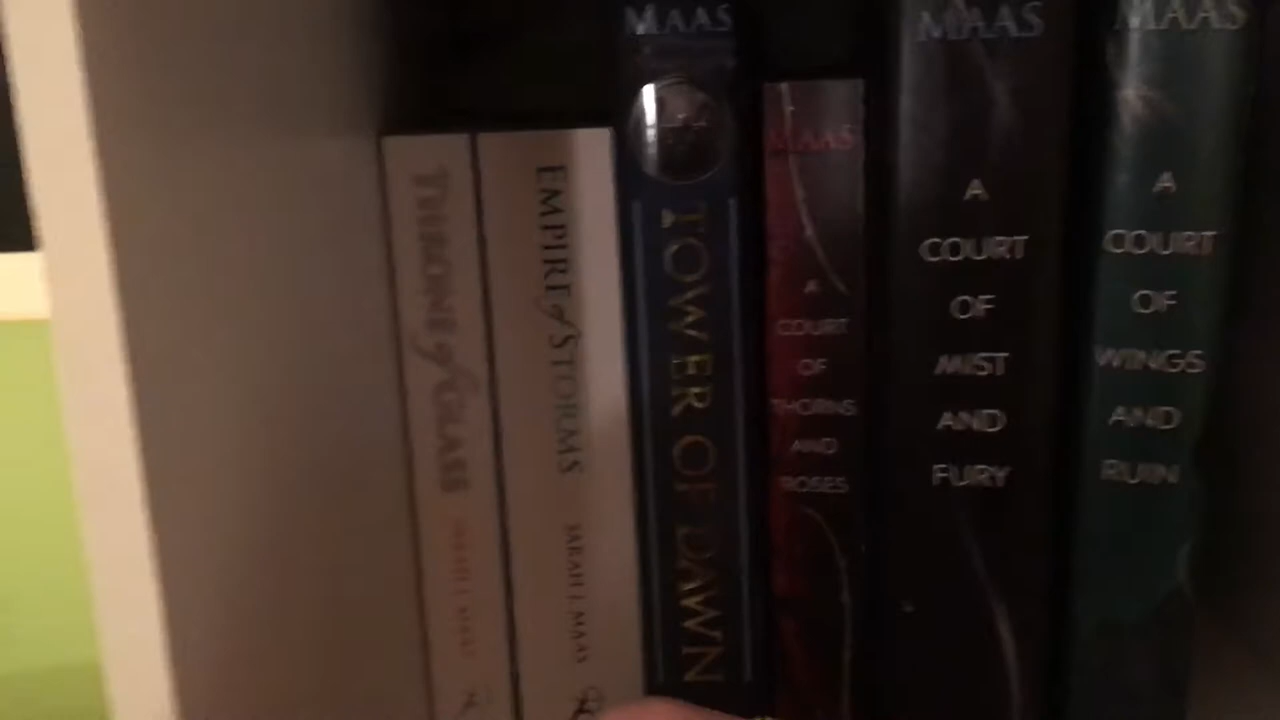 THRONE of GLASS
EMPIRE of STORMS
SARAH J. MAAS
MAAS
TOWER OF DAWN
MAAS
A
COURT
OF
THORNS
AND
ROSES
MAAS
A
COURT
OF
MIST
AND
FURY
MAAS
A
COURT
OF
WINGS
AND
RUIN